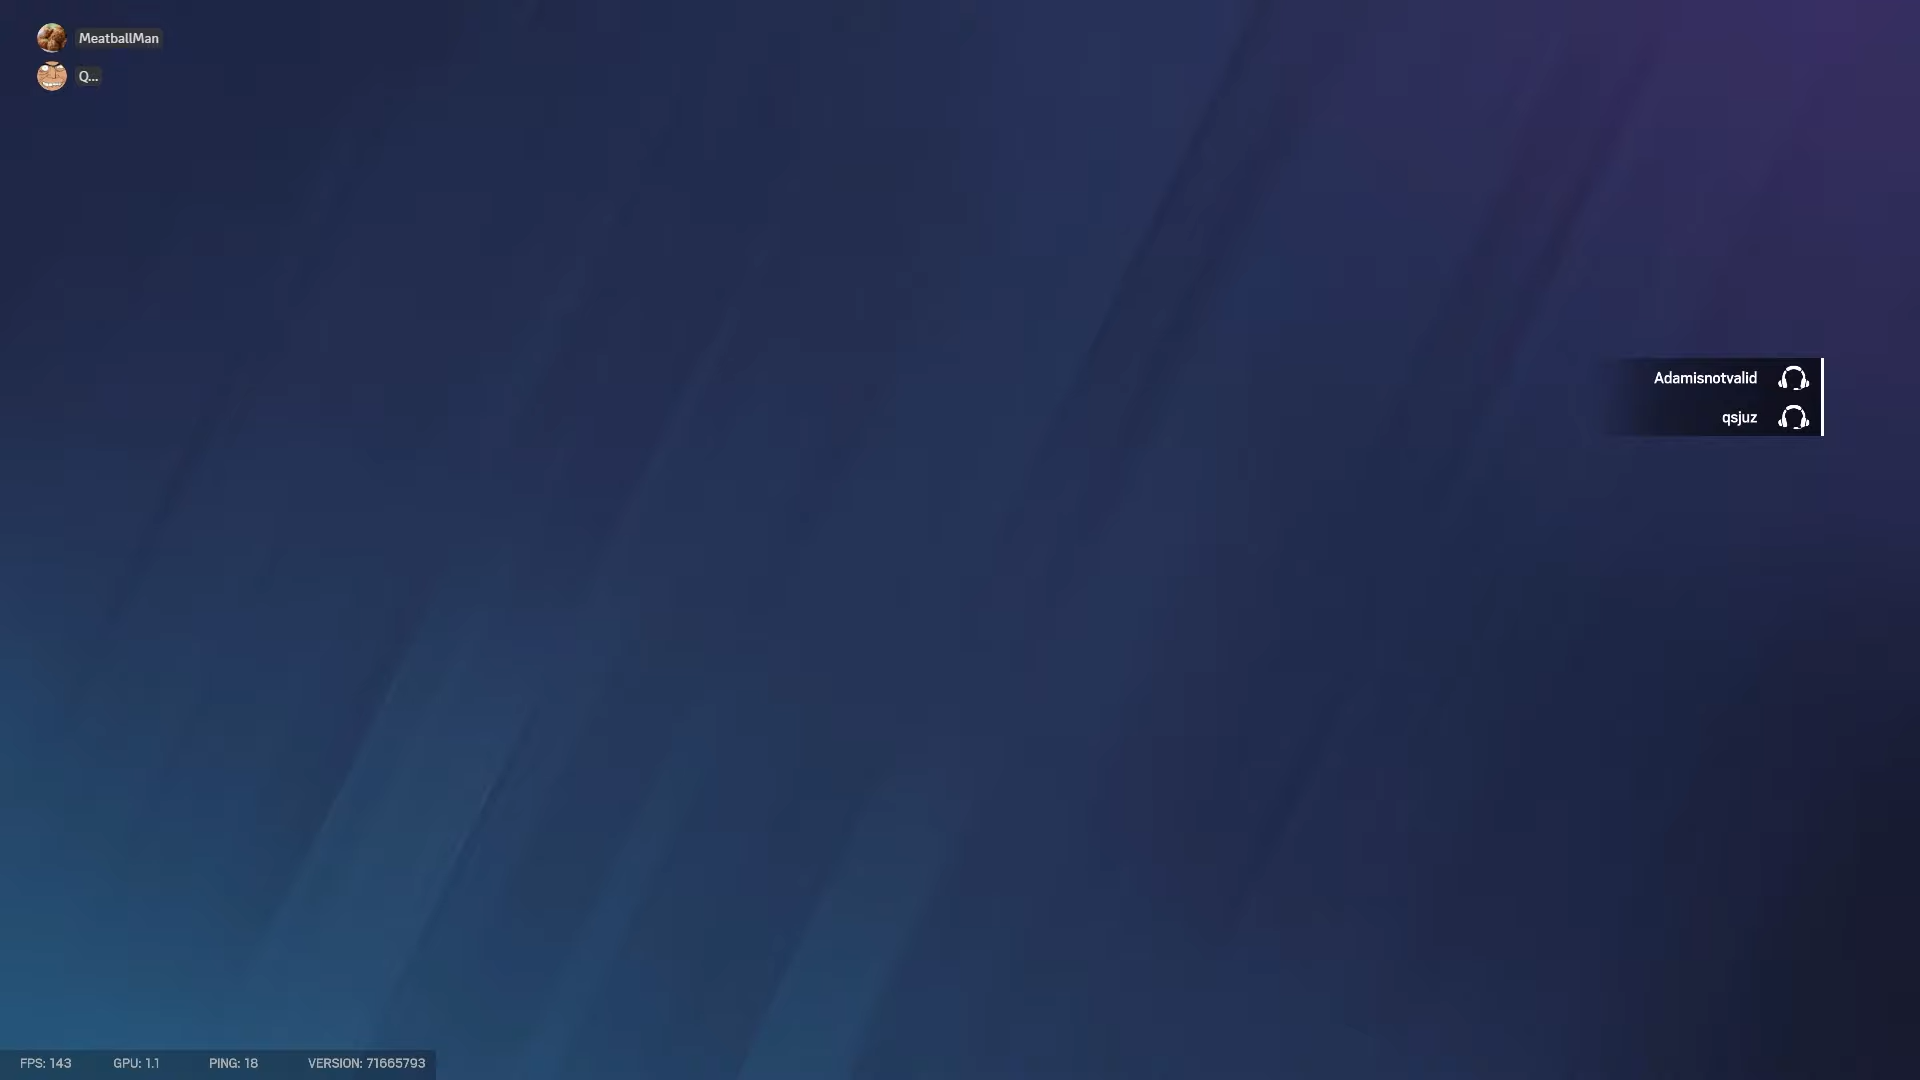 MeatballMan
Q...
Adamisnotvalid
qsjuz
FPS: 143 GPU: 1.1 PING: 18 VERSION: 71665793